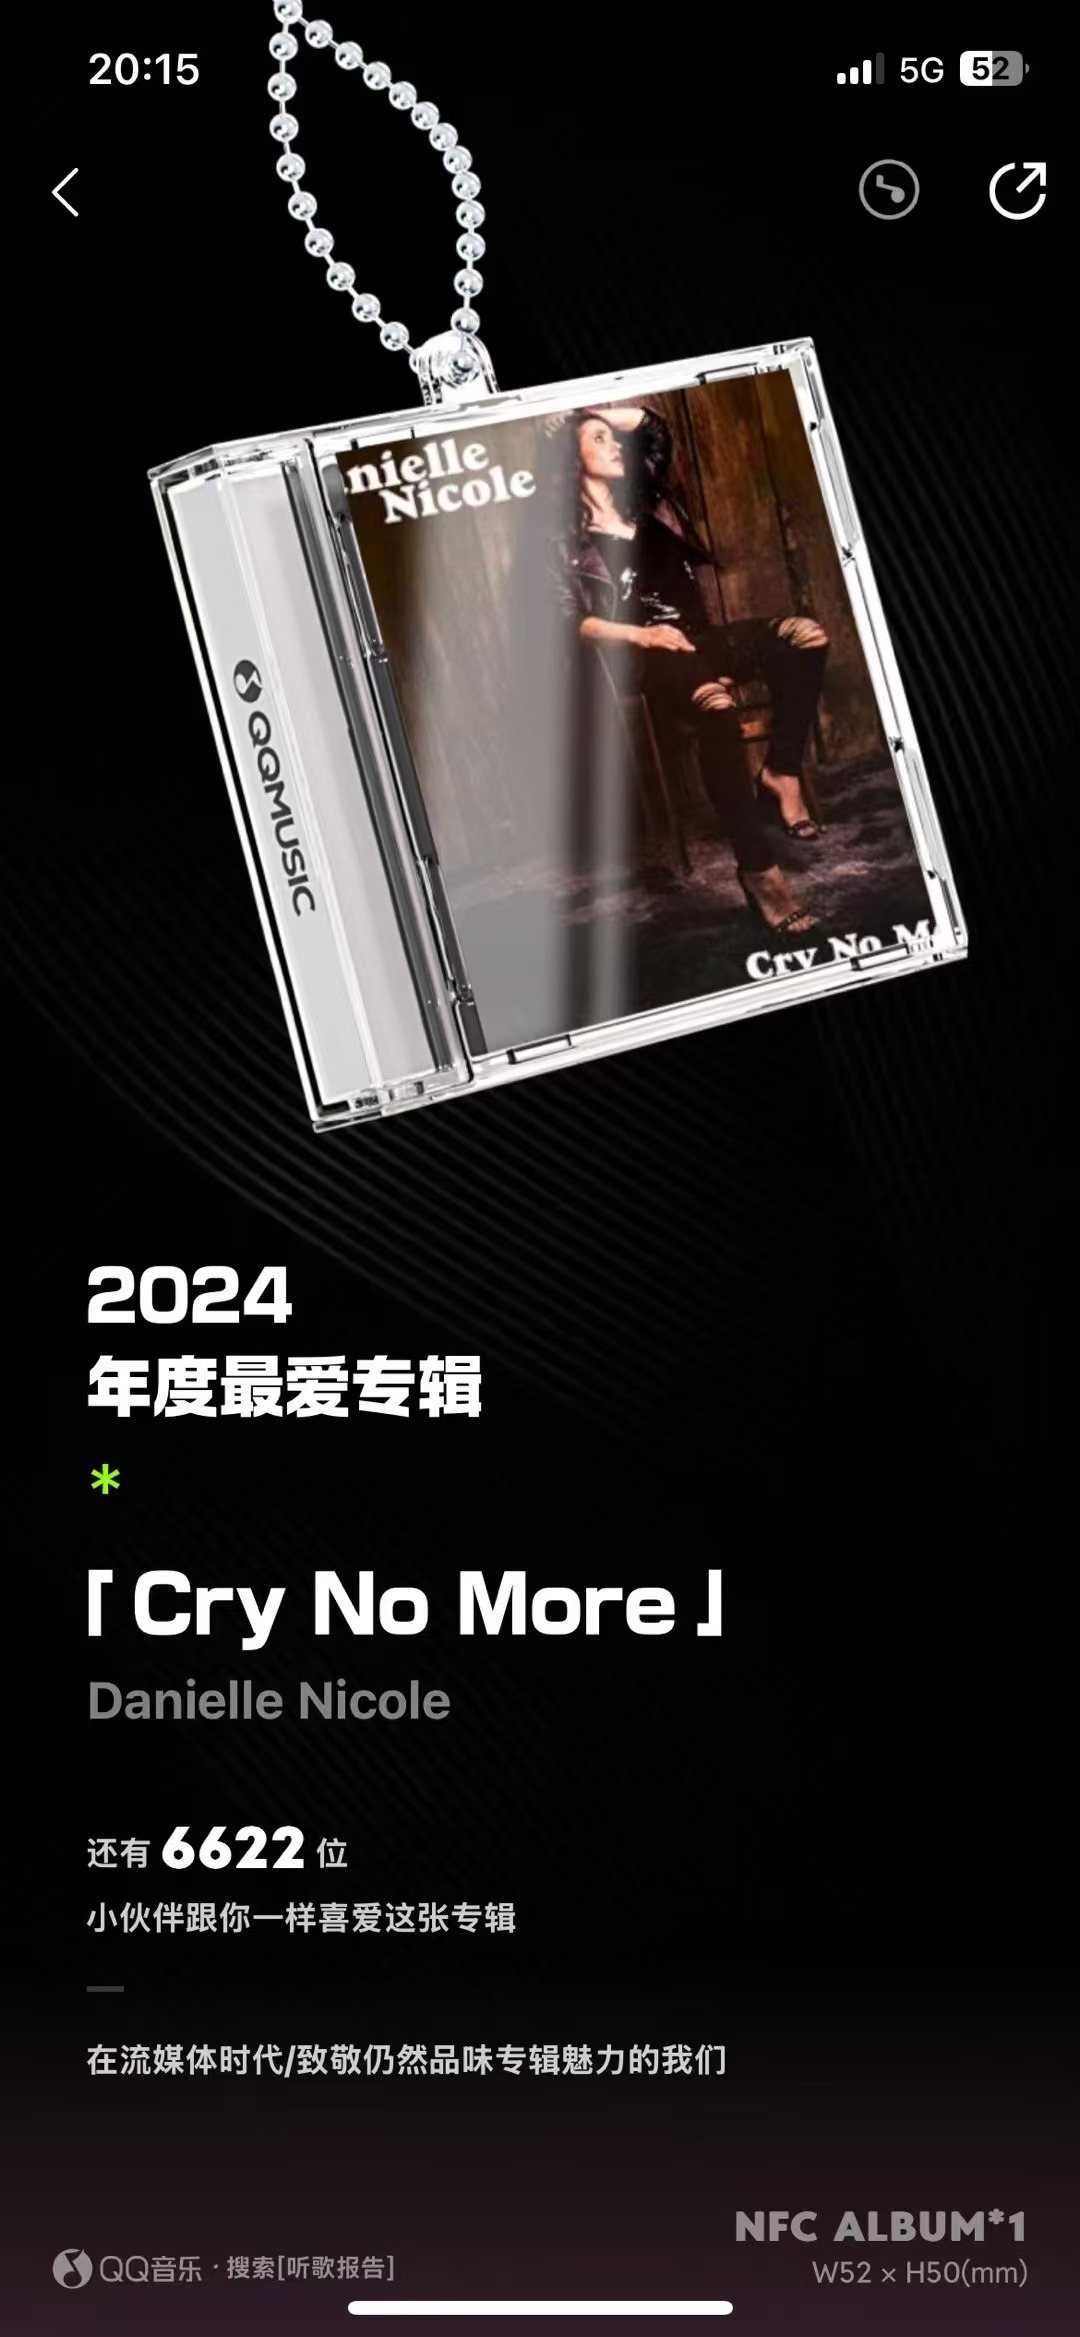 20:15
5G 52
nielle
Nicole
QQMUSIC
Cry No M
2024
年度最爱专辑
*
「Cry No More」
Danielle Nicole
还有 6622 位
小伙伴跟你一样喜爱这张专辑
—
在流媒体时代/致敬仍然品味专辑魅力的我们
NFC ALBUM*1
QQ音乐 · 搜索[听歌报告]
W52 × H50(mm)